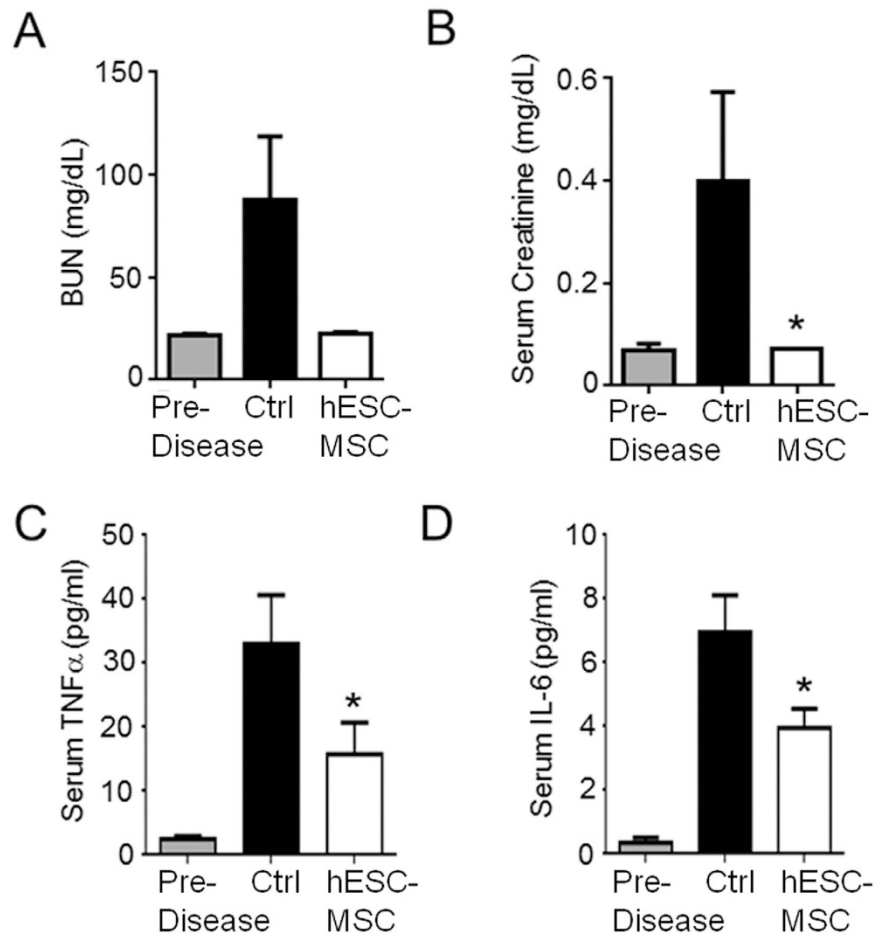 A
BUN (mg/dL)
150
100
50
0
Pre-
Disease
Ctrl
hESC-
MSC
B
Serum Creatinine (mg/dL)
0.6
0.4
0.2
0
*
Pre-
Disease
Ctrl
hESC-
MSC
C
Serum TNFα (pg/ml)
50
40
30
20
10
0
*
Pre-
Disease
Ctrl
hESC-
MSC
D
Serum IL-6 (pg/ml)
10
8
6
4
2
0
*
Pre-
Disease
Ctrl
hESC-
MSC